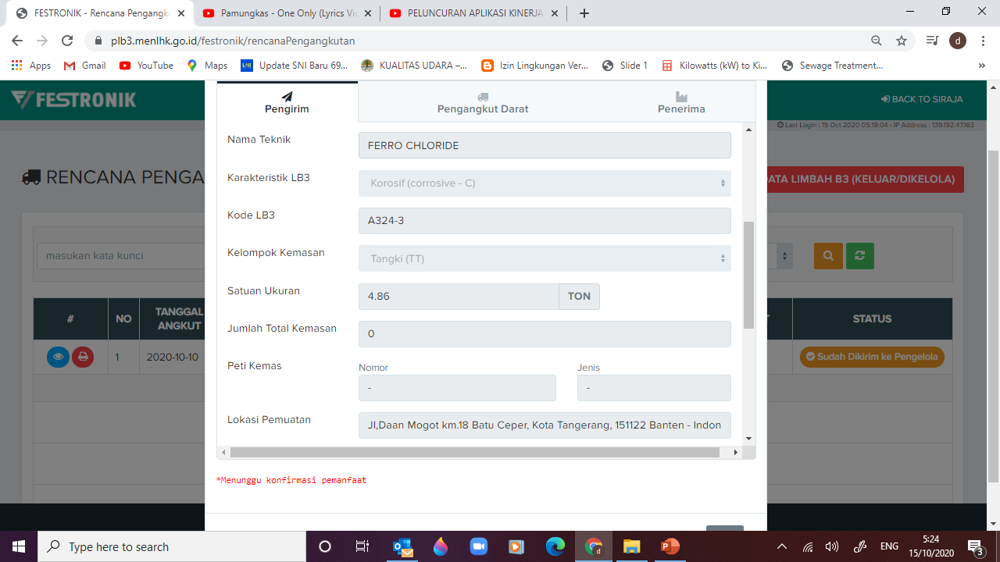 FESTRONIK - Rencana Pengangku
Pamungkas - One Only (Lyrics Vid
PELUNCURAN APLIKASI KINERJA
plb3.menlhk.go.id/festronik/rencanaPengangkutan
d
Apps
Gmail
YouTube
Maps
Update SNI Baru 69...
KUALITAS UDARA –...
Izin Lingkungan Ver...
Slide 1
Kilowatts (kW) to Ki...
Sewage Treatment...
»
FESTRONIK
BACK TO SIRAJA
Last Login : 15 Oct 2020 05:19:04 - IP Address : 139.192.47.163
RENCANA PENGA
DATA LIMBAH B3 (KELUAR/DIKELOLA)
masukan kata kunci
#
NO
TANGGAL
ANGKUT
STATUS
1
2020-10-10
Sudah Dikirim ke Pengelola
Pengirim
Pengangkut Darat
Penerima
Nama Teknik
FERRO CHLORIDE
Karakteristik LB3
Korosif (corrosive - C)
Kode LB3
A324-3
Kelompok Kemasan
Tangki (TT)
Satuan Ukuran
4.86
TON
Jumlah Total Kemasan
0
Peti Kemas
Nomor
Jenis
-
-
Lokasi Pemuatan
Jl,Daan Mogot km.18 Batu Ceper, Kota Tangerang, 151122 Banten - Indon
*Menunggu konfirmasi pemanfaat
Type here to search
ENG
5:24
15/10/2020
3